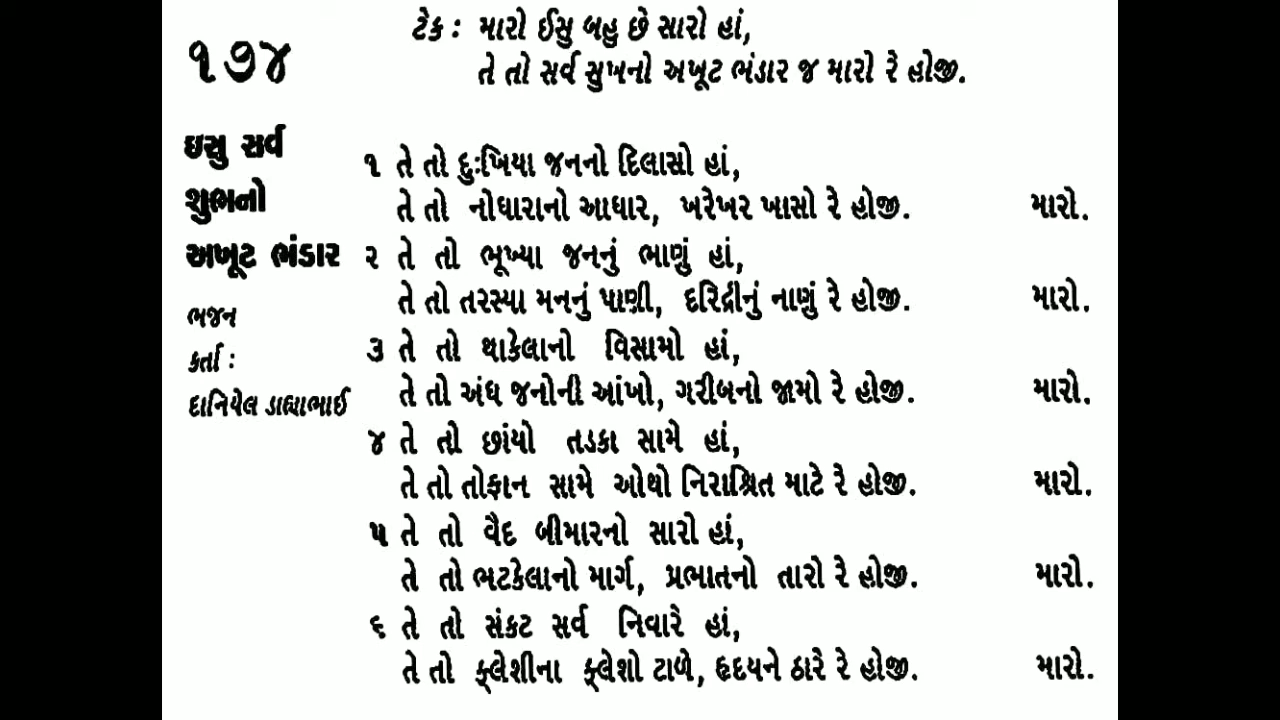 ૧૭૪
ઇસુ સર્વ
શુભનો
અખૂટ ભંડાર
ભજન
કર્તા :
દાનિયેલ ડાહ્યાભાઈ
ટેક : મારો ઈસુ બહુ છે સારો હાં,
તે તો સર્વ સુખનો અખૂટ ભંડાર જ મારો રે હોજી.
૧ તે તો દુઃખિયા જનનો દિલાસો હાં,
તે તો નોધારાનો આધાર, ખરેખર ખાસો રે હોજી. મારો.
૨ તે તો ભૂખ્યા જનનું ભાણું હાં,
તે તો તરસ્યા મનનું પાણી, દરિદ્રીનું નાણું રે હોજી. મારો.
૩ તે તો થાકેલાનો વિસામો હાં,
તે તો અંધ જનોની આંખો, ગરીબનો જામો રે હોજી. મારો.
૪ તે તો છાંયો તડકા સામે હાં,
તે તો તોફાન સામે ઓથો નિરાશ્રિત માટે રે હોજી. મારો.
૫ તે તો વૈદ બીમારનો સારો હાં,
તે તો ભટકેલાનો માર્ગ, પ્રભાતનો તારો રે હોજી. મારો.
૬ તે તો સંકટ સર્વ નિવારે હાં,
તે તો ક્લેશીના ક્લેશો ટાળે, હૃદયને ઠારે રે હોજી. મારો.